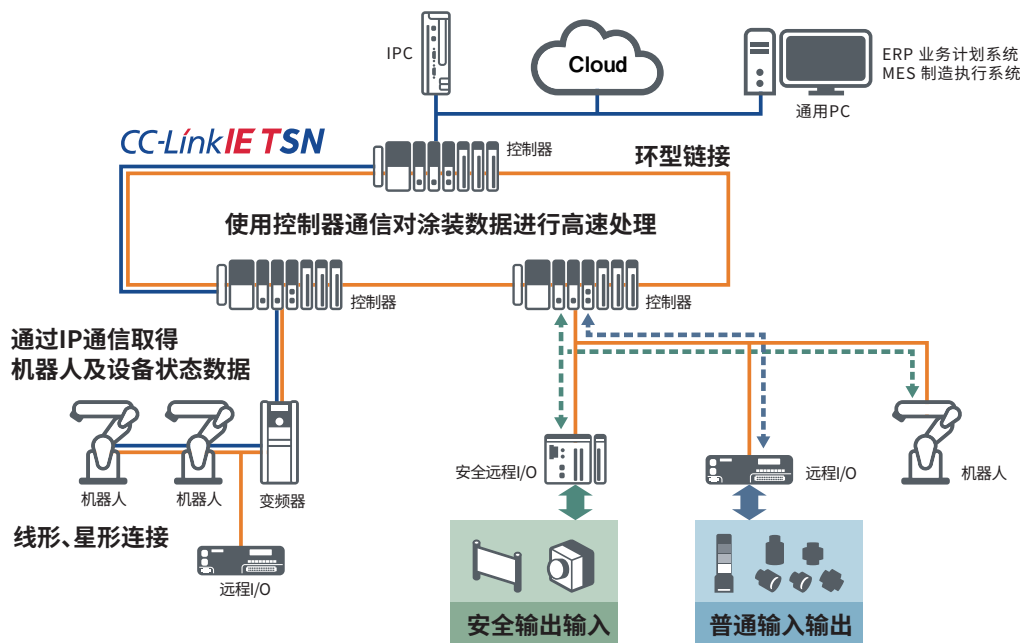 IPC
Cloud
ERP 业务计划系统
MES 制造执行系统
通用PC
CC-Link IE TSN
控制器
环型链接
使用控制器通信对涂装数据进行高速处理
控制器
控制器
通过IP通信取得
机器人及设备状态数据
机器人
机器人
变频器
安全远程I/O
远程I/O
机器人
线形、星形连接
远程I/O
安全输出输入
普通输入输出